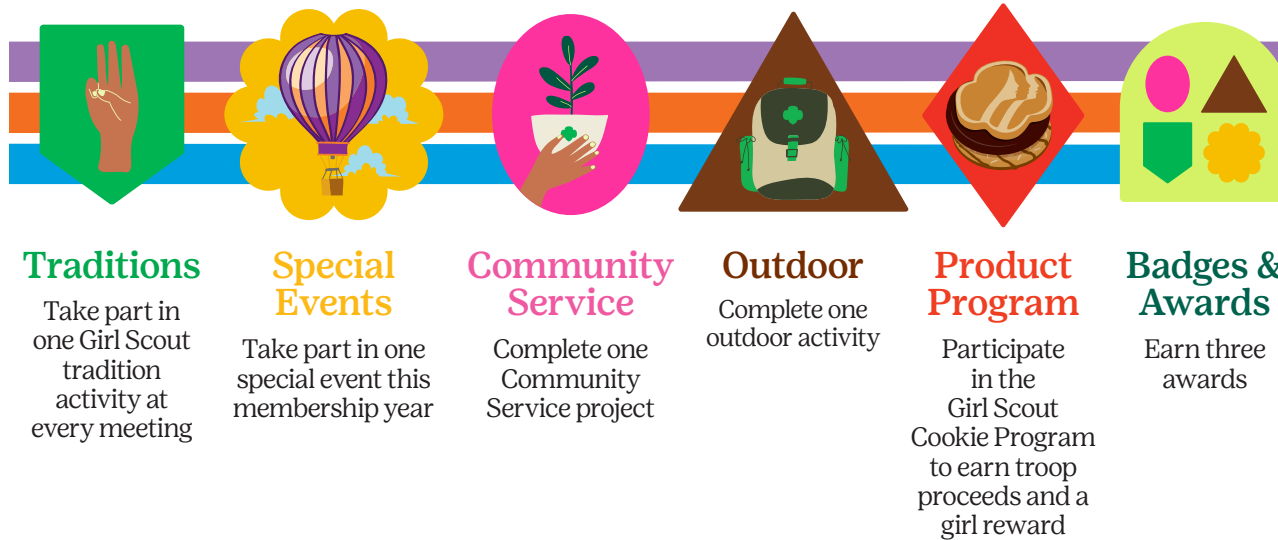 Traditions
Take part in
one Girl Scout
tradition
activity at
every meeting
Special
Events
Take part in one
special event this
membership year
Community
Service
Complete one
Community
Service project
Outdoor
Complete one
outdoor activity
Product
Program
Participate
in the
Girl Scout
Cookie Program
to earn troop
proceeds and a
girl reward
Badges &
Awards
Earn three
awards